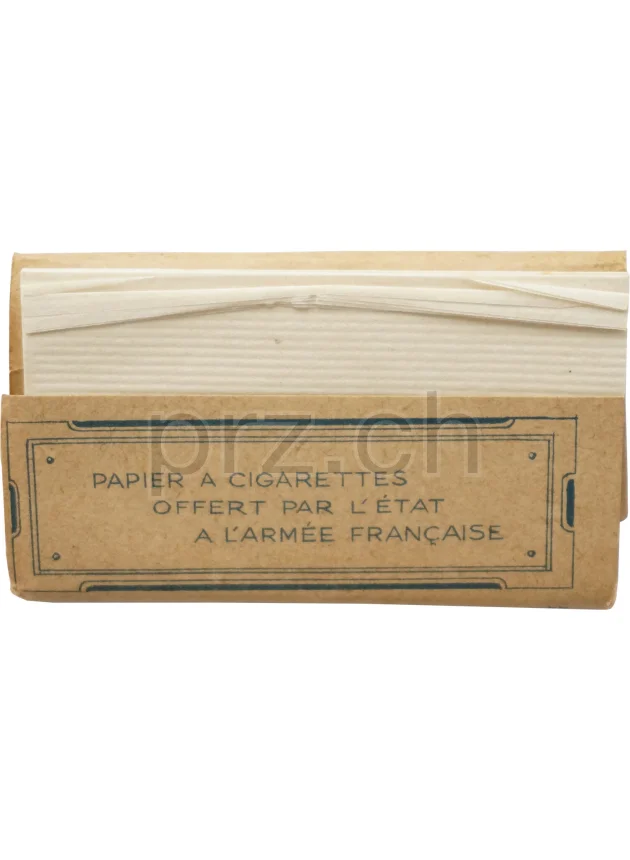 prz.ch
PAPIER A CIGARETTES
OFFERT PAR L'ÉTAT
A L'ARMÉE FRANÇAISE